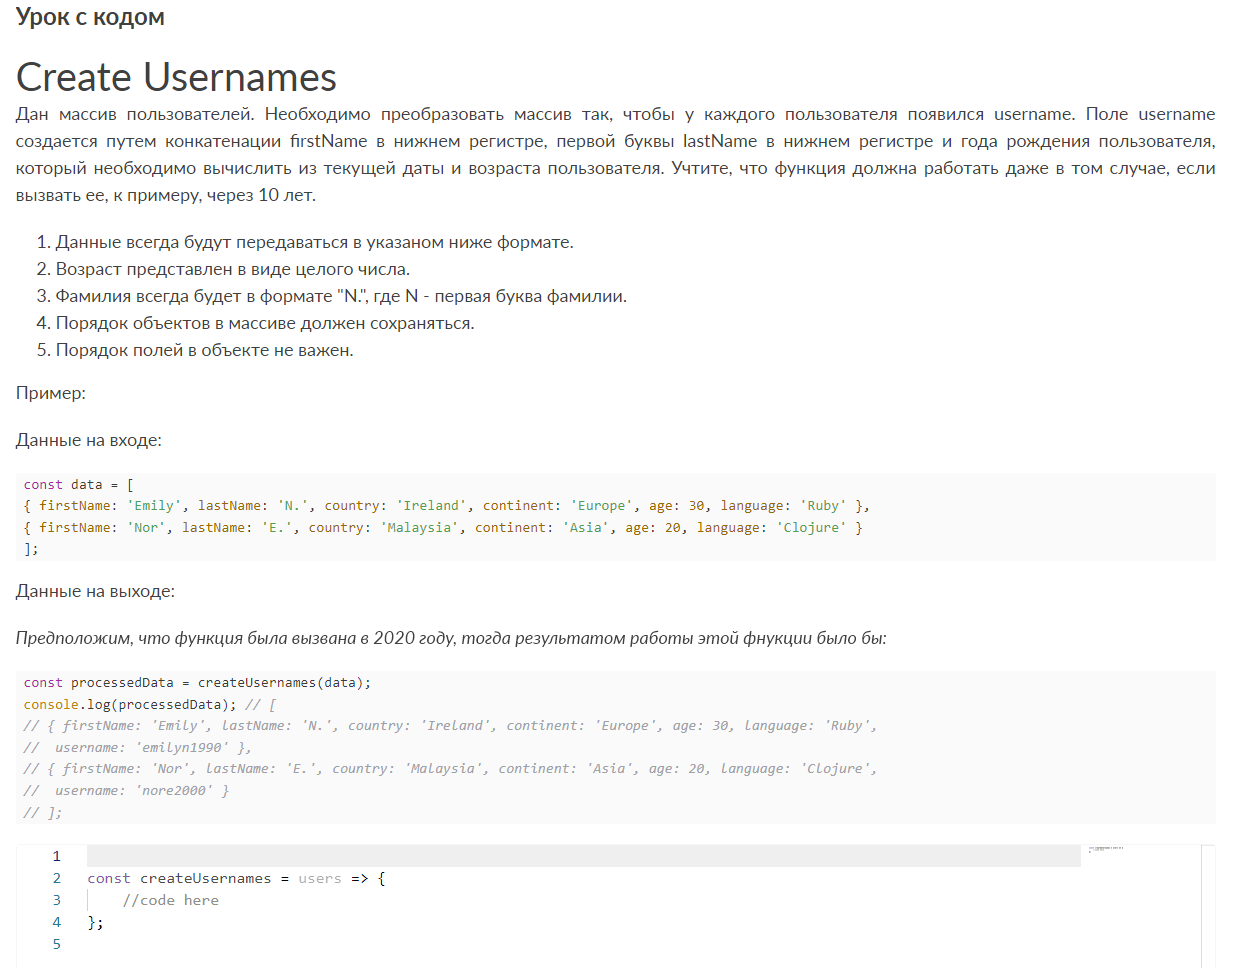 Урок с кодом
Create Usernames
Дан массив пользователей. Необходимо преобразовать массив так, чтобы у каждого пользователя появился username. Поле username
создается путем конкатенации firstName в нижнем регистре, первой буквы lastName в нижнем регистре и года рождения пользователя,
который необходимо вычислить из текущей даты и возраста пользователя. Учтите, что функция должна работать даже в том случае, если
вызвать ее, к примеру, через 10 лет.
1. Данные всегда будут передаваться в указаном ниже формате.
2. Возраст представлен в виде целого числа.
3. Фамилия всегда будет в формате "N.", где N - первая буква фамилии.
4. Порядок объектов в массиве должен сохраняться.
5. Порядок полей в объекте не важен.
Пример:
Данные на входе:
const data = [
{ firstName: 'Emily', lastName: 'N.', country: 'Ireland', continent: 'Europe', age: 30, language: 'Ruby' },
{ firstName: 'Nor', lastName: 'E.', country: 'Malaysia', continent: 'Asia', age: 20, language: 'Clojure' }
];
Данные на выходе:
Предположим, что функция была вызвана в 2020 году, тогда результатом работы этой фнукции было бы:
const processedData = createUsernames(data);
console.log(processedData); // [
// { firstName: 'Emily', lastName: 'N.', country: 'Ireland', continent: 'Europe', age: 30, language: 'Ruby',
//  username: 'emilyn1990' },
// { firstName: 'Nor', lastName: 'E.', country: 'Malaysia', continent: 'Asia', age: 20, language: 'Clojure',
//  username: 'nore2000' }
// ];
1
2 const createUsernames = users => {
3 //code here
4 };
5